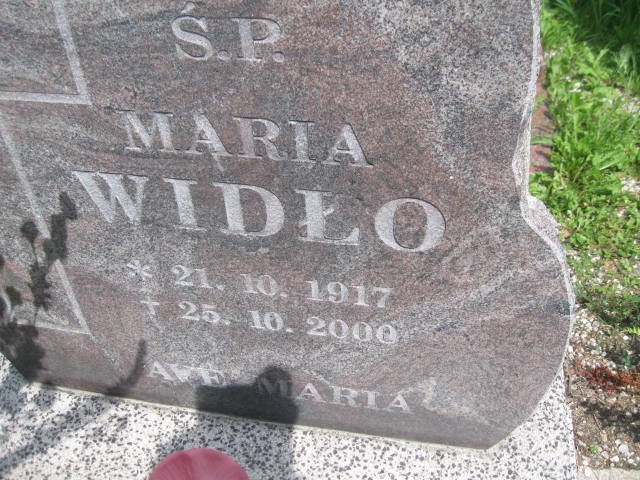 Ś.P.
MARIA
WIDŁO
* 21. 10. 1917
† 25. 10. 2000
AVE MARIA